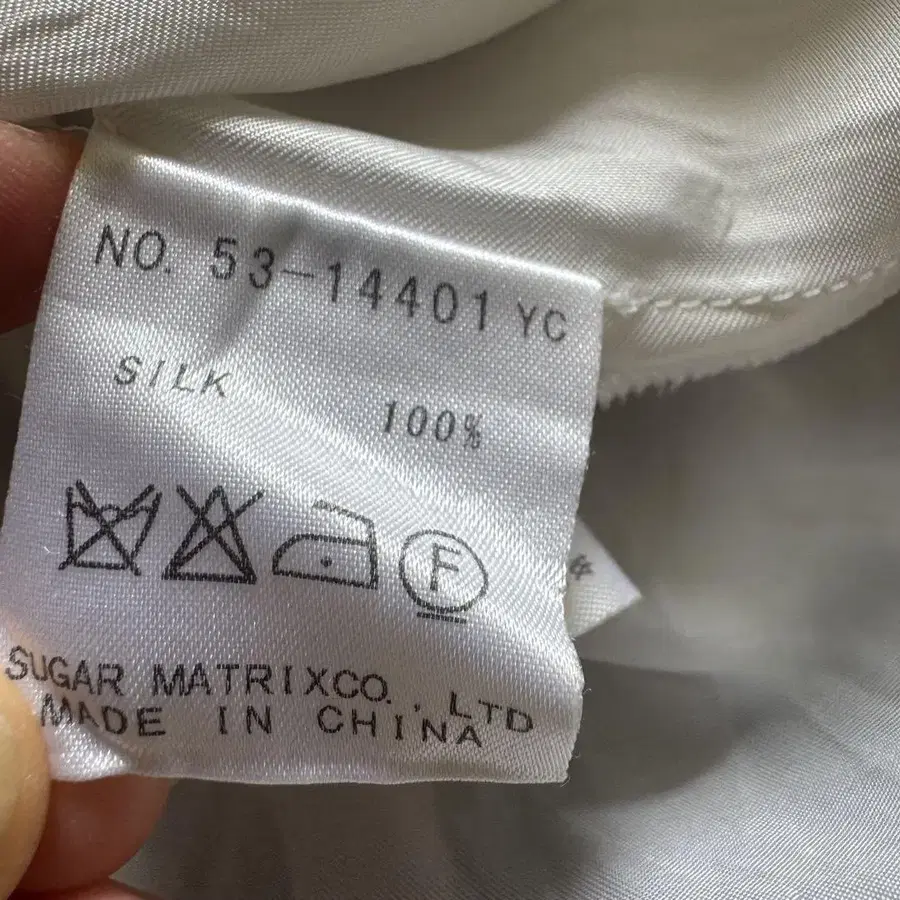 NO. 53-14401 YC
SILK 100%
F
SUGAR MATRIXCO., LTD
MADE IN CHINA